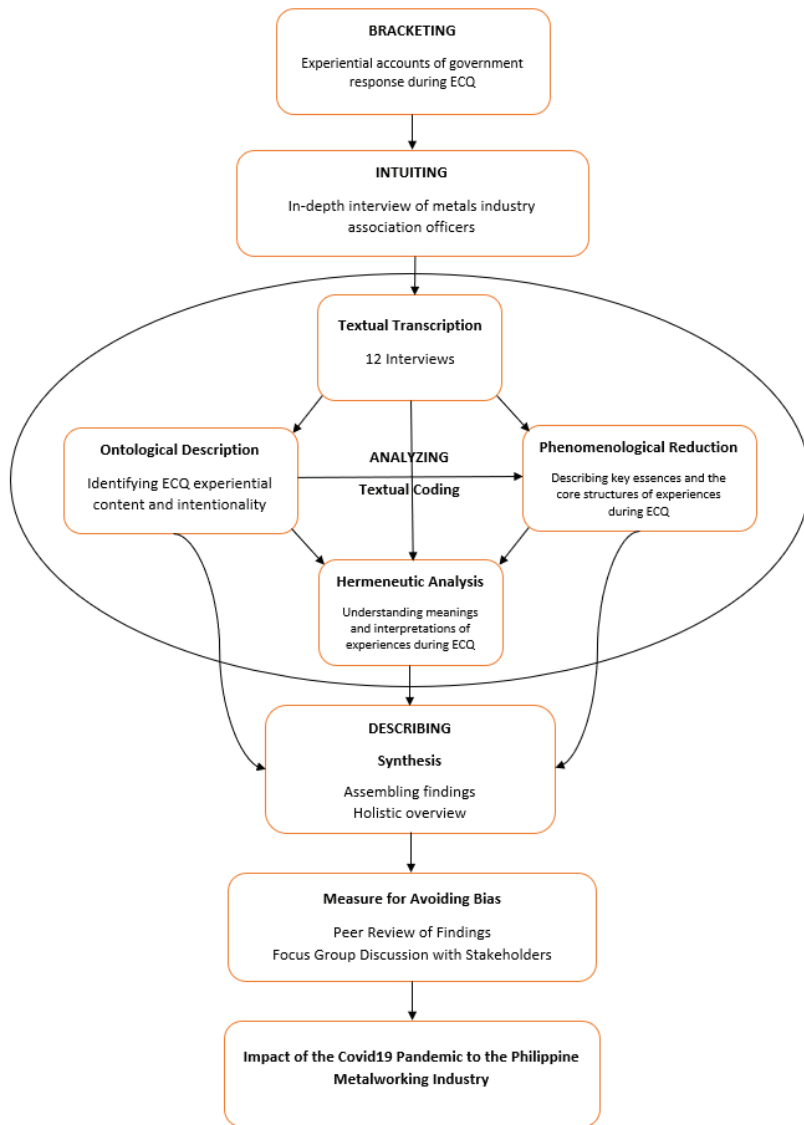 BRACKETING
Experiential accounts of government
response during ECQ
INTUITING
In-depth interview of metals industry
association officers
Textual Transcription
12 Interviews
Ontological Description
Identifying ECQ experiential
content and intentionality
ANALYZING
Textual Coding
Phenomenological Reduction
Describing key essences and the
core structures of experiences
during ECQ
Hermeneutic Analysis
Understanding meanings
and interpretations of
experiences during ECQ
DESCRIBING
Synthesis
Assembling findings
Holistic overview
Measure for Avoiding Bias
Peer Review of Findings
Focus Group Discussion with Stakeholders
Impact of the Covid19 Pandemic to the Philippine
Metalworking Industry